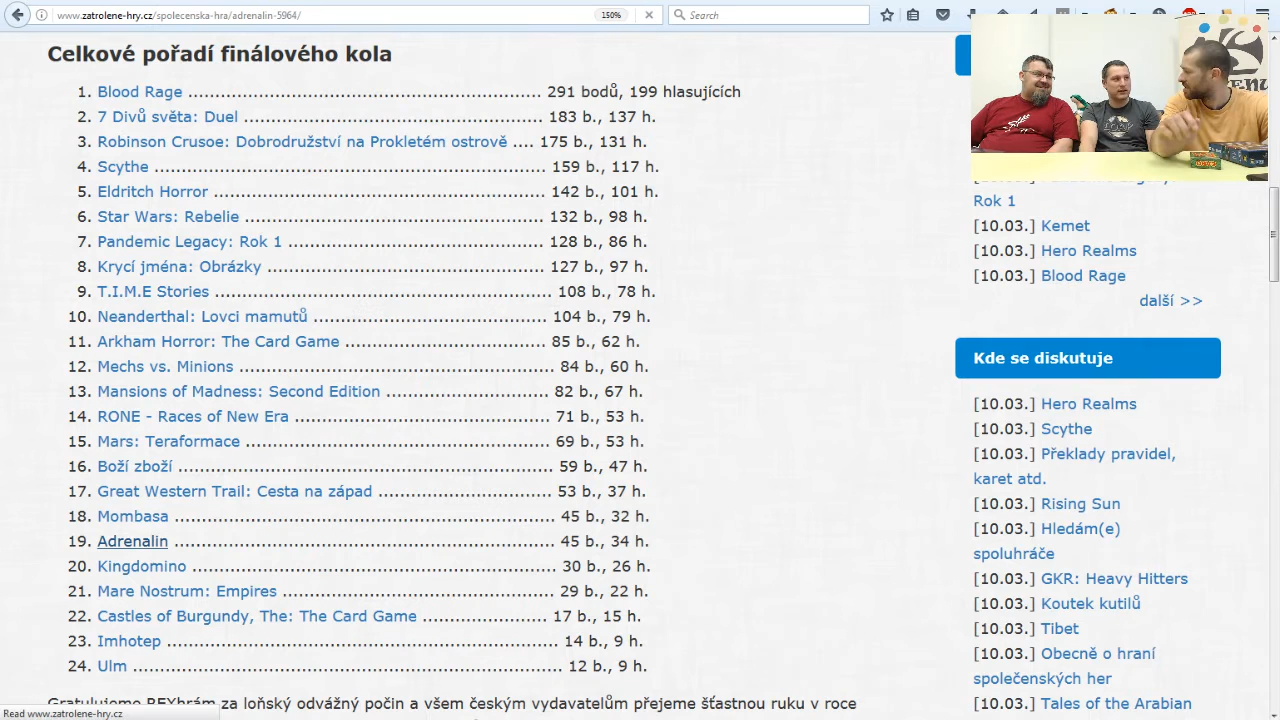 www.zatrolene-hry.cz/spolecenska-hra/adrenalin-5964/
150%
Search
Celkové pořadí finálového kola
1. Blood Rage ........................................................ 291 bodů, 199 hlasujících
2. 7 Divů světa: Duel ................................................ 183 b., 137 h.
3. Robinson Crusoe: Dobrodružství na Prokletém ostrově .... 175 b., 131 h.
4. Scythe ............................................................... 159 b., 117 h.
5. Eldritch Horror ..................................................... 142 b., 101 h.
6. Star Wars: Rebelie ................................................ 132 b., 98 h.
7. Pandemic Legacy: Rok 1 ......................................... 128 b., 86 h.
8. Krycí jména: Obrázky ............................................ 127 b., 97 h.
9. T.I.M.E Stories ..................................................... 108 b., 78 h.
10. Neanderthal: Lovci mamutů .................................... 104 b., 79 h.
11. Arkham Horror: The Card Game ................................ 85 b., 62 h.
12. Mechs vs. Minions .................................................. 84 b., 60 h.
13. Mansions of Madness: Second Edition ......................... 82 b., 67 h.
14. RONE - Races of New Era ........................................ 71 b., 53 h.
15. Mars: Teraformace ................................................. 69 b., 53 h.
16. Boží zboží ........................................................... 59 b., 47 h.
17. Great Western Trail: Cesta na západ .......................... 53 b., 37 h.
18. Mombasa ............................................................ 45 b., 32 h.
19. Adrenalin ............................................................ 45 b., 34 h.
20. Kingdomino ......................................................... 30 b., 26 h.
21. Mare Nostrum: Empires .......................................... 29 b., 22 h.
22. Castles of Burgundy, The: The Card Game .................... 17 b., 15 h.
23. Imhotep .............................................................. 14 b., 9 h.
24. Ulm .................................................................... 12 b., 9 h.
Gratulujeme REXhrám za loňský odvážný počin a všem českým vydavatelům přejeme šťastnou ruku v roce
Read www.zatrolene-hry.cz
Rok 1
[10.03.] Kemet
[10.03.] Hero Realms
[10.03.] Blood Rage
další >>
Kde se diskutuje
[10.03.] Hero Realms
[10.03.] Scythe
[10.03.] Překlady pravidel,
karet atd.
[10.03.] Rising Sun
[10.03.] Hledám(e)
spoluhráče
[10.03.] GKR: Heavy Hitters
[10.03.] Koutek kutilů
[10.03.] Tibet
[10.03.] Obecně o hraní
společenských her
[10.03.] Tales of the Arabian